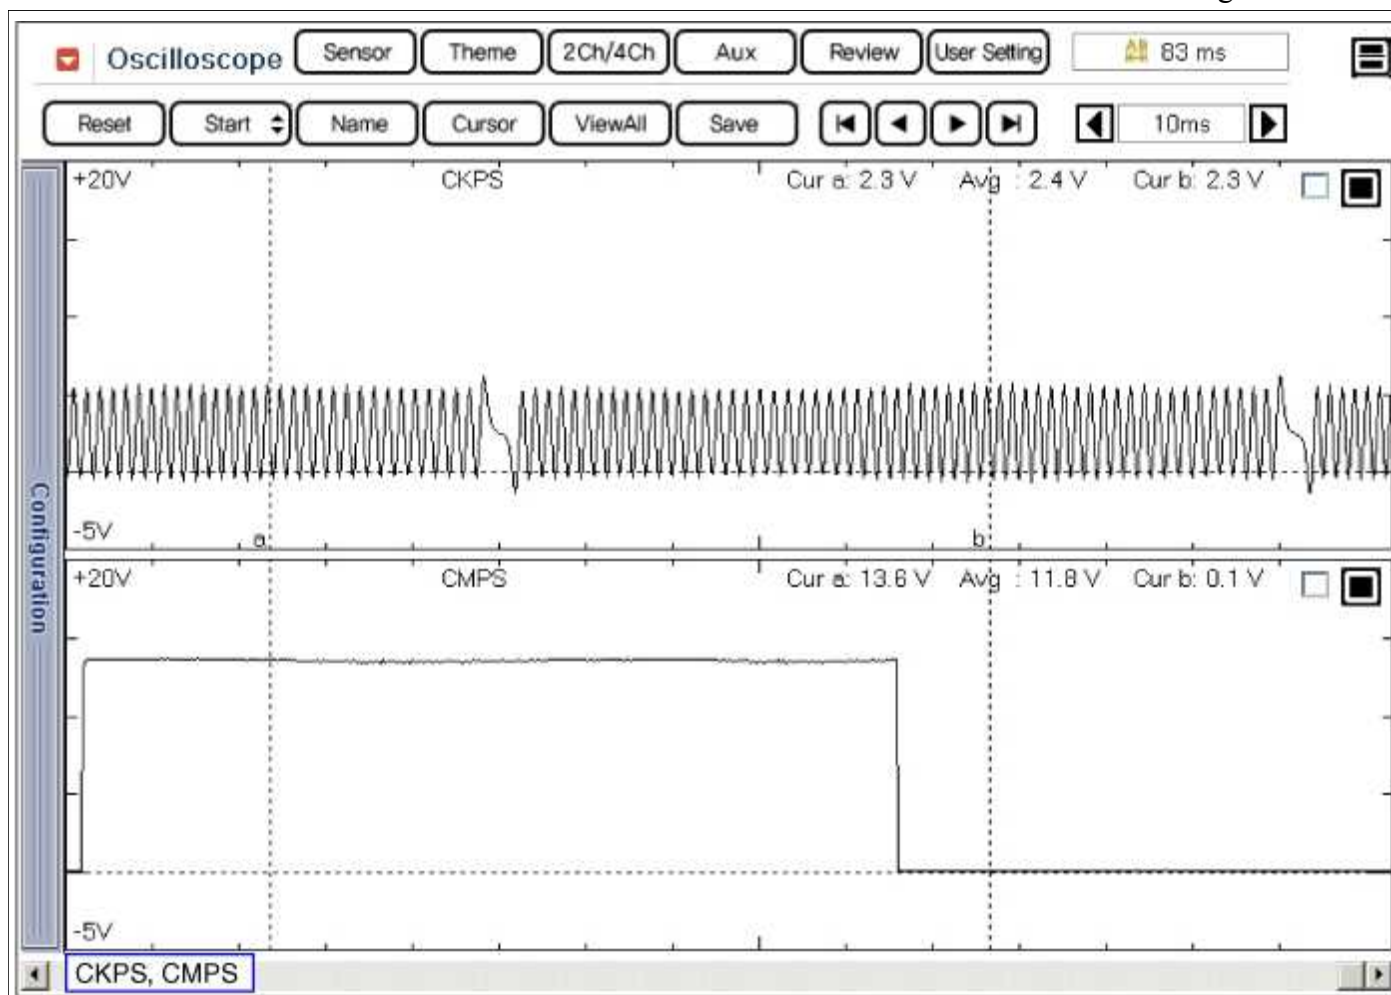 Oscilloscope Sensor Theme 2Ch/4Ch Aux Review User Setting 83 ms
Reset Start Name Cursor ViewAll Save 10ms
Configuration
+20V CKPS Cur a: 2.3 V Avg : 2.4 V Cur b: 2.3 V
-5V a b
+20V CMPS Cur a: 13.6 V Avg : 11.8 V Cur b: 0.1 V
-5V
CKPS, CMPS